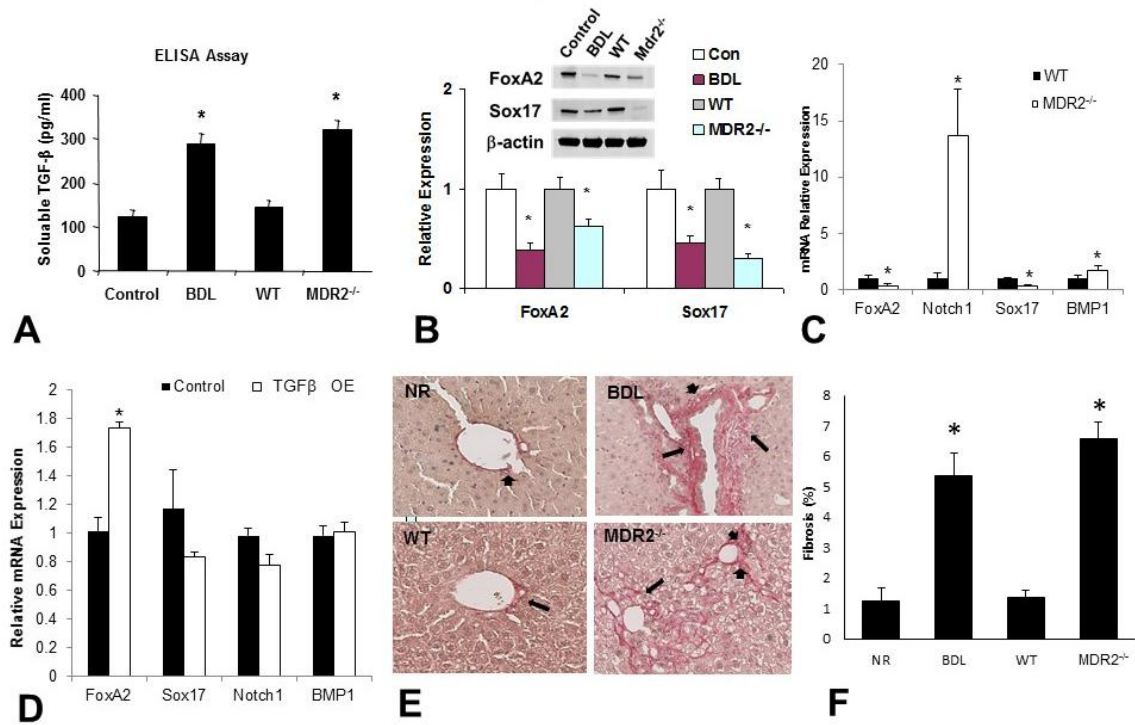 ELISA Assay
*
*
400
300
200
100
0
Soluable TGF-β (pg/ml)
Control BDL WT MDR2-/-
A
Control BDL WT Mdr2-/-
FoxA2
Sox17
β-actin
Con
BDL
WT
MDR2-/-
2
1
0
Relative Expression
* * * *
FoxA2 Sox17
B
20
15
10
5
0
mRNA Relative Expression
WT
MDR2-/-
* * * *
FoxA2 Notch1 Sox17 BMP1
C
Control TGFβ OE
2
1.8
1.6
1.4
1.2
1
0.8
0.6
0.4
0.2
0
Relative mRNA Expression
*
FoxA2 Sox17 Notch1 BMP1
D
NR BDL
WT MDR2-/-
E
8
7
6
5
4
3
2
1
0
Fibrosis (%)
* *
NR BDL WT MDR2-/-
F